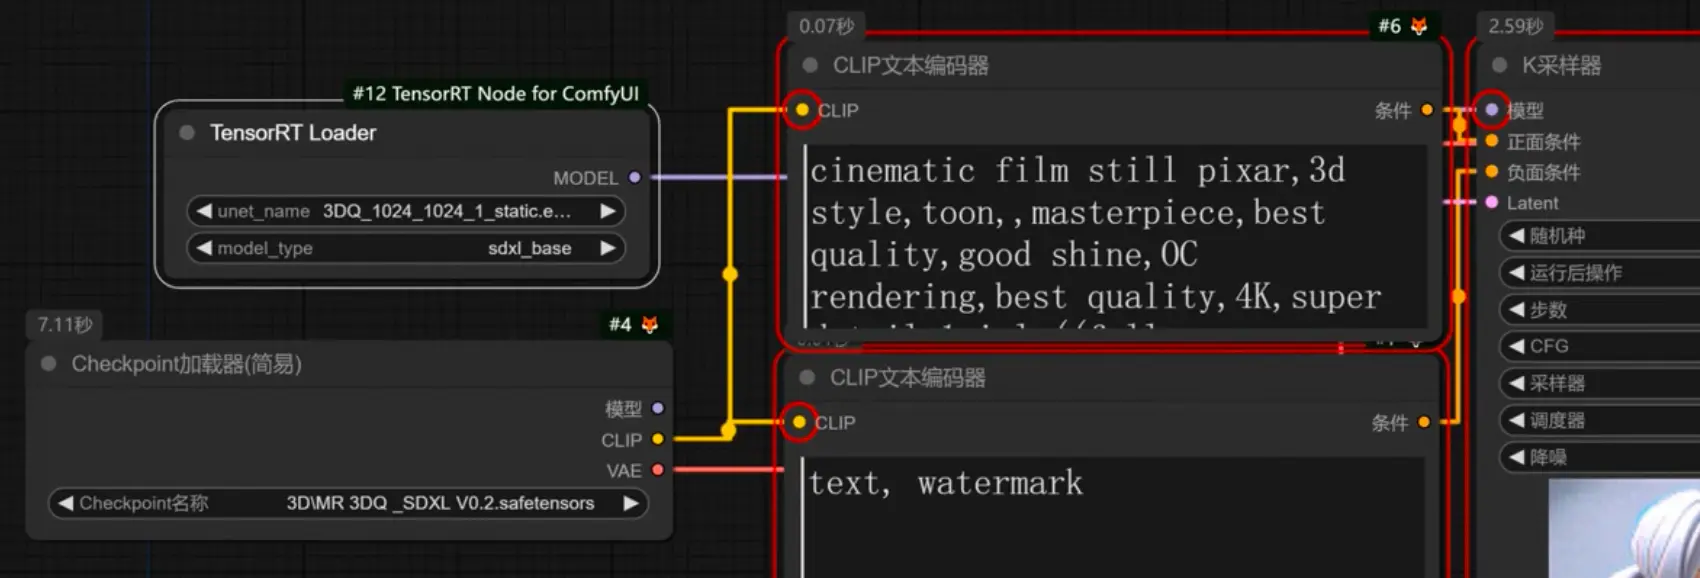 #12 TensorRT Node for ComfyUI
TensorRT Loader
MODEL
unet_name 3DQ_1024_1024_1_static.e...
model_type sdxl_base
7.11秒
#4
Checkpoint加载器(简易)
模型
CLIP
VAE
Checkpoint名称 3D\MR 3DQ _SDXL V0.2.safetensors
0.07秒
#6
CLIP文本编码器
CLIP 条件
cinematic film still pixar,3d
style,toon,,masterpiece,best
quality,good shine,OC
rendering,best quality,4K,super
CLIP文本编码器
CLIP 条件
text, watermark
2.59秒
K采样器
模型
正面条件
负面条件
Latent
随机种
运行后操作
步数
CFG
采样器
调度器
降噪